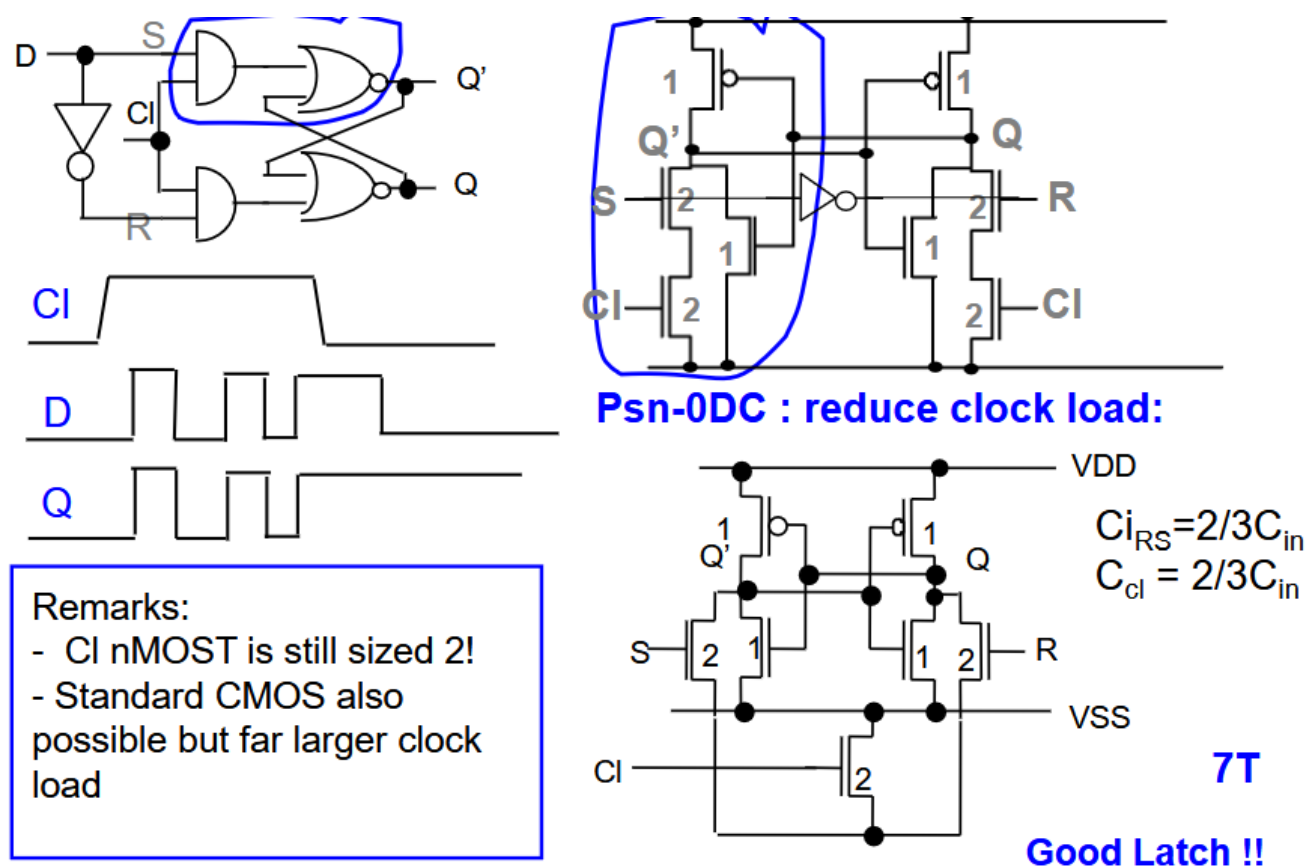 D
S
Cl
R
Q'
Q
Cl
D
Q
Remarks:
- Cl nMOST is still sized 2!
- Standard CMOS also
possible but far larger clock
load
1
1
Q'
Q
S
2
1
1
2
R
Cl
2
2
Cl
Psn-0DC : reduce clock load:
VDD
1
Q'
1
Q
S
2
1
1
2
R
VSS
Cl
2
CiRS=2/3Cin
Ccl = 2/3Cin
7T
Good Latch !!